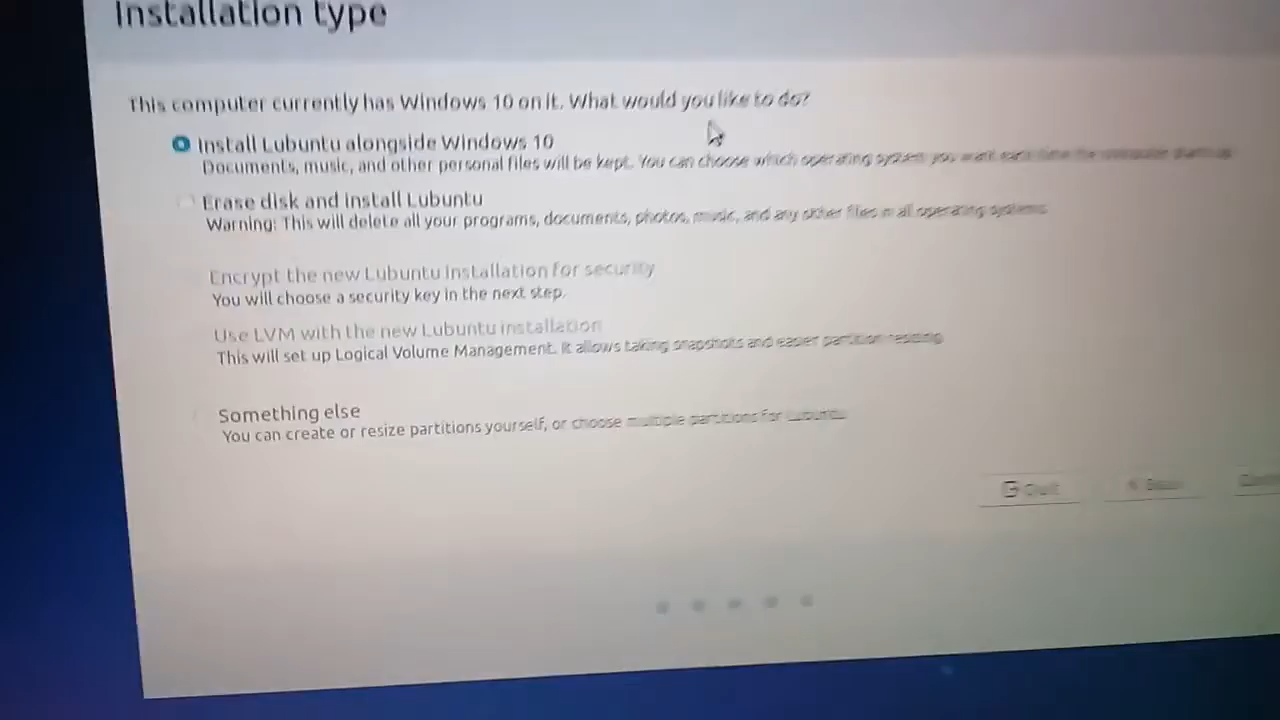 Installation type
This computer currently has Windows 10 on it. What would you like to do?
Install Lubuntu alongside Windows 10
Documents, music, and other personal files will be kept. You can choose which operating system you want each time the computer starts up.
Erase disk and install Lubuntu
Warning: This will delete all your programs, documents, photos, music, and any other files in all operating systems.
Encrypt the new Lubuntu installation for security
You will choose a security key in the next step.
Use LVM with the new Lubuntu installation
This will set up Logical Volume Management. It allows taking snapshots and easier partition resizing.
Something else
You can create or resize partitions yourself, or choose multiple partitions for Lubuntu.
Quit
Back